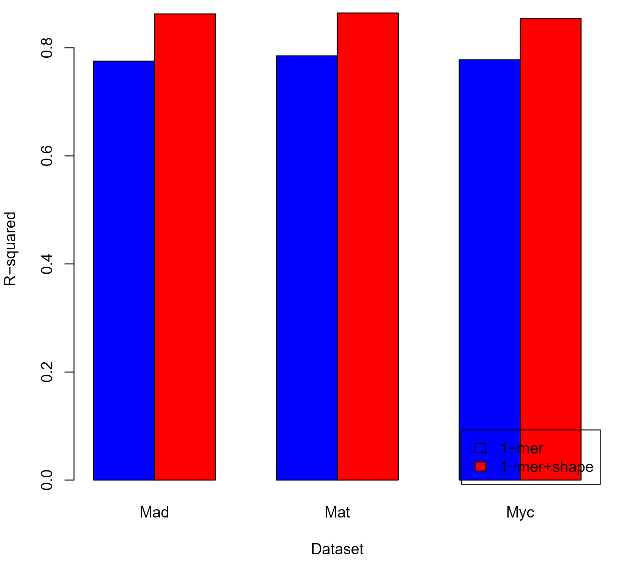 R-squared
0.8
0.6
0.4
0.2
0.0
1-mer
1-mer+shape
Mad Mat Myc
Dataset